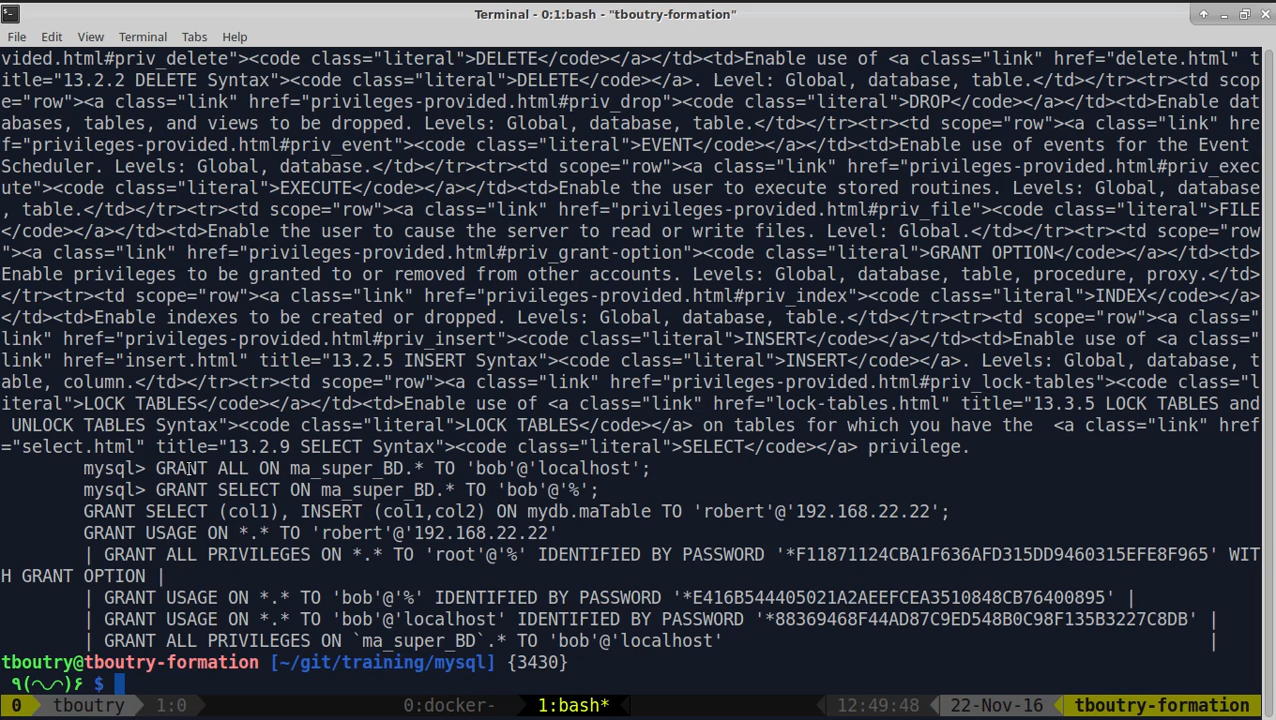 Terminal - 0:1:bash - "tboutry-formation"
File Edit View Terminal Tabs Help
vided.html#priv_delete"><code class="literal">DELETE</code></a></td><td>Enable use of <a class="link" href="delete.html" t
itle="13.2.2 DELETE Syntax"><code class="literal">DELETE</code></a>. Level: Global, database, table.</td></tr><tr><td scop
e="row"><a class="link" href="privileges-provided.html#priv_drop"><code class="literal">DROP</code></a></td><td>Enable dat
abases, tables, and views to be dropped. Levels: Global, database, table.</td></tr><tr><td scope="row"><a class="link" hre
f="privileges-provided.html#priv_event"><code class="literal">EVENT</code></a></td><td>Enable use of events for the Event 
Scheduler. Levels: Global, database.</td></tr><tr><td scope="row"><a class="link" href="privileges-provided.html#priv_exec
ute"><code class="literal">EXECUTE</code></a></td><td>Enable the user to execute stored routines. Levels: Global, database
, table.</td></tr><tr><td scope="row"><a class="link" href="privileges-provided.html#priv_file"><code class="literal">FILE
</code></a></td><td>Enable the user to cause the server to read or write files. Level: Global.</td></tr><tr><td scope="row
"><a class="link" href="privileges-provided.html#priv_grant-option"><code class="literal">GRANT OPTION</code></a></td><td>
Enable privileges to be granted to or removed from other accounts. Levels: Global, database, table, procedure, proxy.</td>
</tr><tr><td scope="row"><a class="link" href="privileges-provided.html#priv_index"><code class="literal">INDEX</code></a>
</td><td>Enable indexes to be created or dropped. Levels: Global, database, table.</td></tr><tr><td scope="row"><a class="
link" href="privileges-provided.html#priv_insert"><code class="literal">INSERT</code></a></td><td>Enable use of <a class="
link" href="insert.html" title="13.2.5 INSERT Syntax"><code class="literal">INSERT</code></a>. Levels: Global, database, t
able, column.</td></tr><tr><td scope="row"><a class="link" href="privileges-provided.html#priv_lock-tables"><code class="l
iteral">LOCK TABLES</code></a></td><td>Enable use of <a class="link" href="lock-tables.html" title="13.3.5 LOCK TABLES and
 UNLOCK TABLES Syntax"><code class="literal">LOCK TABLES</code></a> on tables for which you have the  <a class="link" href
="select.html" title="13.2.9 SELECT Syntax"><code class="literal">SELECT</code></a> privilege.
mysql> GRANT ALL ON ma_super_BD.* TO 'bob'@'localhost';
mysql> GRANT SELECT ON ma_super_BD.* TO 'bob'@'%';
GRANT SELECT (col1), INSERT (col1,col2) ON mydb.maTable TO 'robert'@'192.168.22.22';
GRANT USAGE ON *.* TO 'robert'@'192.168.22.22'
| GRANT ALL PRIVILEGES ON *.* TO 'root'@'%' IDENTIFIED BY PASSWORD '*F11871124CBA1F636AFD315DD9460315EFE8F965' WIT
H GRANT OPTION |
| GRANT USAGE ON *.* TO 'bob'@'%' IDENTIFIED BY PASSWORD '*E416B544405021A2AEEFCEA3510848CB76400895' |
| GRANT USAGE ON *.* TO 'bob'@'localhost' IDENTIFIED BY PASSWORD '*88369468F44AD87C9ED548B0C98F135B3227C8DB' |
| GRANT ALL PRIVILEGES ON `ma_super_BD`.* TO 'bob'@'localhost' |
tboutry@tboutry-formation [~/git/training/mysql] {3430}
٩(◠◡◠)۶ $
0 tboutry 1:0 0:docker- 1:bash* 12:49:48 22-Nov-16 tboutry-formation